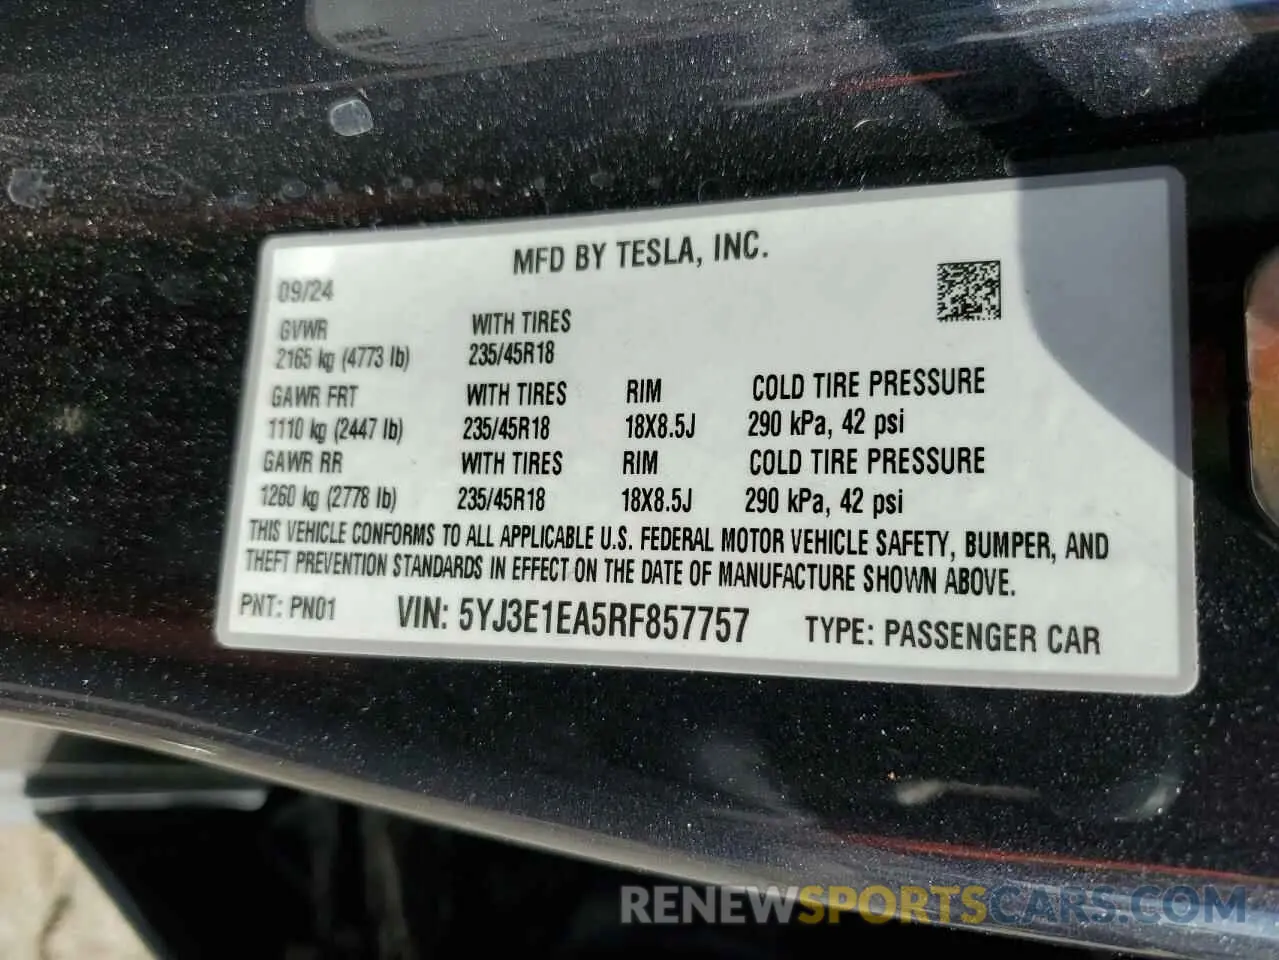 MFD BY TESLA, INC.
09/24
GVWR WITH TIRES
2165 kg (4773 lb) 235/45R18
GAWR FRT WITH TIRES RIM COLD TIRE PRESSURE
1110 kg (2447 lb) 235/45R18 18X8.5J 290 kPa, 42 psi
GAWR RR WITH TIRES RIM COLD TIRE PRESSURE
1260 kg (2778 lb) 235/45R18 18X8.5J 290 kPa, 42 psi
THIS VEHICLE CONFORMS TO ALL APPLICABLE U.S. FEDERAL MOTOR VEHICLE SAFETY, BUMPER, AND
THEFT PREVENTION STANDARDS IN EFFECT ON THE DATE OF MANUFACTURE SHOWN ABOVE.
PNT: PN01 VIN: 5YJ3E1EA5RF857757 TYPE: PASSENGER CAR
RENEWSPORTSCARS.COM